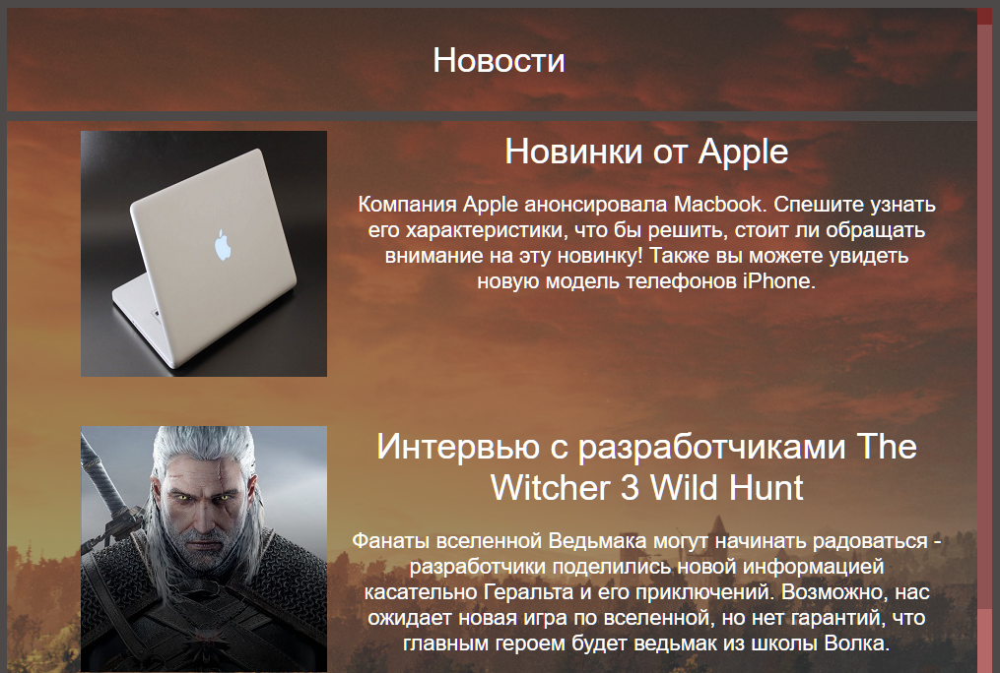 Новости
Новинки от Apple
Компания Apple анонсировала Macbook. Спешите узнать
его характеристики, что бы решить, стоит ли обращать
внимание на эту новинку! Также вы можете увидеть
новую модель телефонов iPhone.
Интервью с разработчиками The
Witcher 3 Wild Hunt
Фанаты вселенной Ведьмака могут начинать радоваться -
разработчики поделились новой информацией
касательно Геральта и его приключений. Возможно, нас
ожидает новая игра по вселенной, но нет гарантий, что
главным героем будет ведьмак из школы Волка.